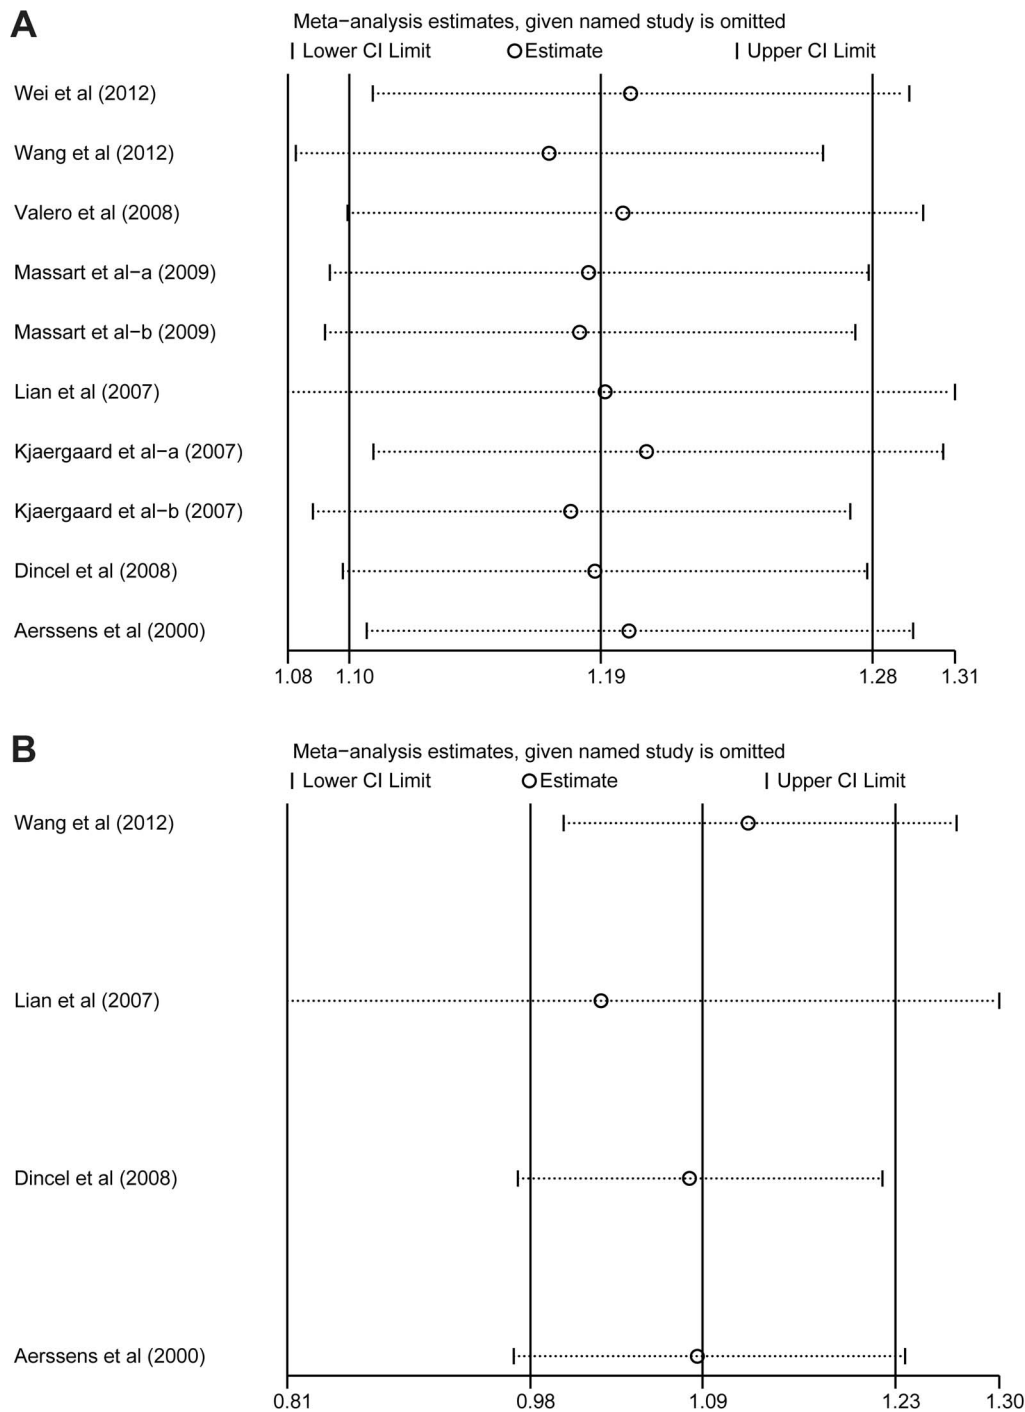 A
Meta−analysis estimates, given named study is omitted
Lower CI Limit Estimate Upper CI Limit
Wei et al (2012)
Wang et al (2012)
Valero et al (2008)
Massart et al−a (2009)
Massart et al−b (2009)
Lian et al (2007)
Kjaergaard et al−a (2007)
Kjaergaard et al−b (2007)
Dincel et al (2008)
Aerssens et al (2000)
1.08 1.10 1.19 1.28 1.31
B
Meta−analysis estimates, given named study is omitted
Lower CI Limit Estimate Upper CI Limit
Wang et al (2012)
Lian et al (2007)
Dincel et al (2008)
Aerssens et al (2000)
0.81 0.98 1.09 1.23 1.30